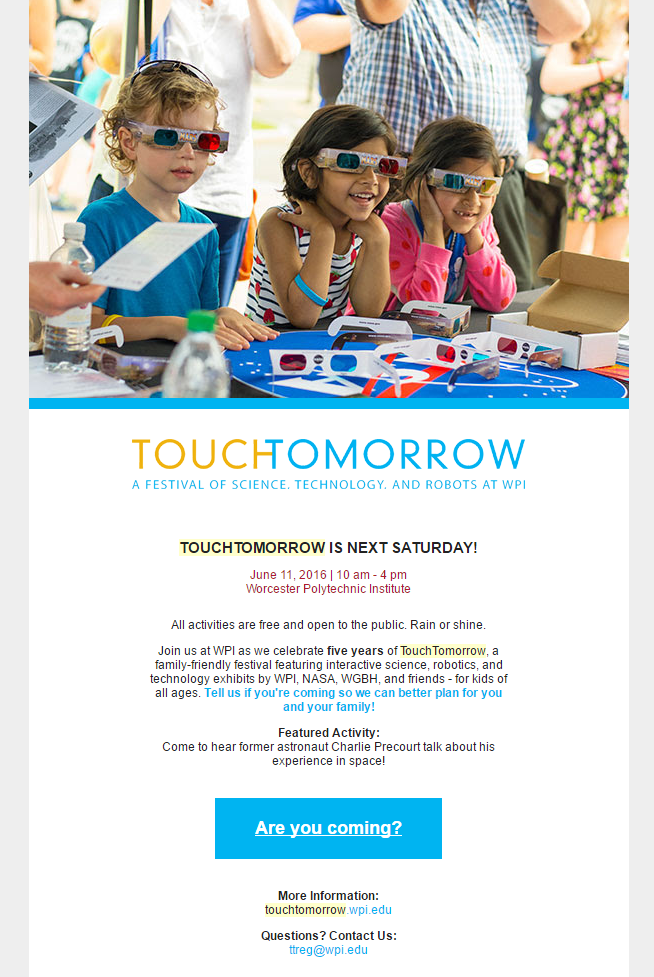 TOUCHTOMORROW
A FESTIVAL OF SCIENCE. TECHNOLOGY. AND ROBOTS AT WPI
TOUCHTOMORROW IS NEXT SATURDAY!
June 11, 2016 | 10 am - 4 pm
Worcester Polytechnic Institute
All activities are free and open to the public. Rain or shine.
Join us at WPI as we celebrate five years of TouchTomorrow, a
family-friendly festival featuring interactive science, robotics, and
technology exhibits by WPI, NASA, WGBH, and friends - for kids of
all ages. Tell us if you're coming so we can better plan for you
and your family!
Featured Activity:
Come to hear former astronaut Charlie Precourt talk about his
experience in space!
Are you coming?
More Information:
touchtomorrow.wpi.edu
Questions? Contact Us:
ttreg@wpi.edu